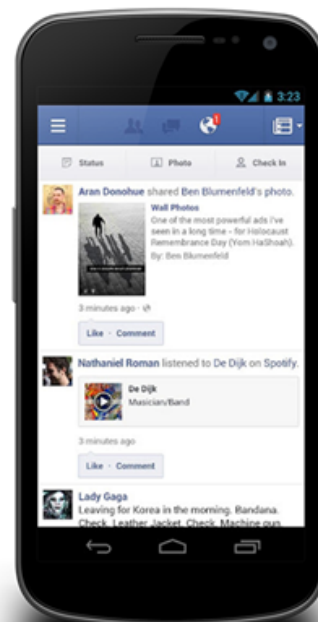 3:23
1
Status
Photo
Check In
Aran Donohue shared Ben Blumenfeld's photo.
Wall Photos
One of the most powerful ads I've
seen in a long time - for Holocaust
Remembrance Day (Yom HaShoah).
By: Ben Blumenfeld
3 minutes ago ·
Like · Comment
Nathaniel Roman listened to De Dijk on Spotify.
De Dijk
Musician/Band
3 minutes ago
Like · Comment
Lady Gaga
Leaving for Korea in the morning. Bandana.
Check. Leather Jacket. Check. Machine gun